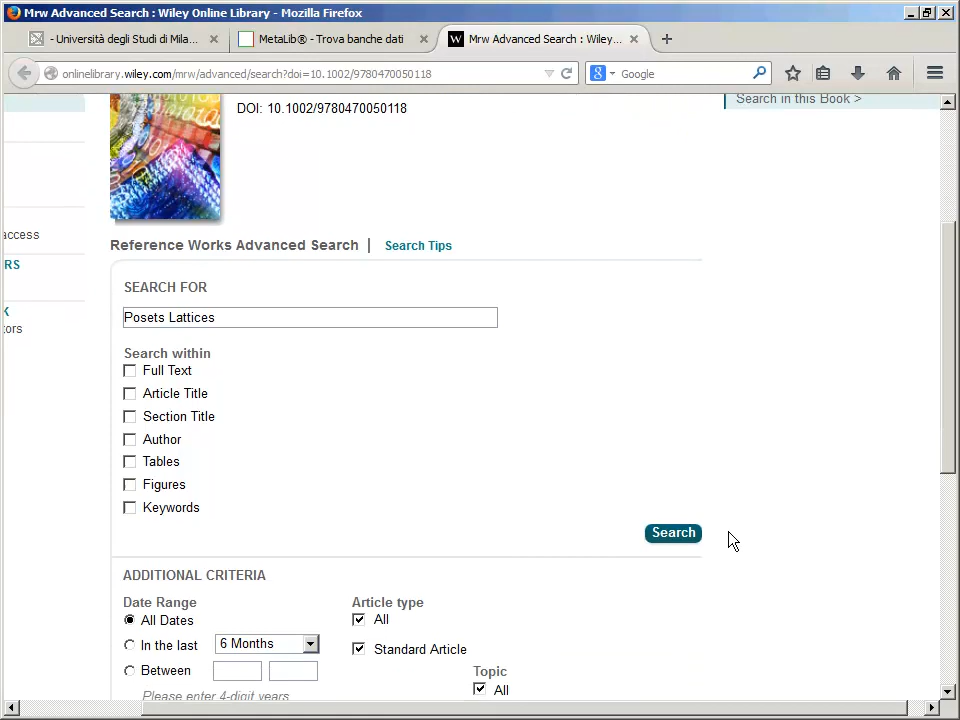 Mrw Advanced Search : Wiley Online Library - Mozilla Firefox
- Università degli Studi di Mila...
MetaLib® - Trova banche dati
W Mrw Advanced Search : Wiley...
onlinelibrary.wiley.com/mrw/advanced/search?doi=10.1002/9780470050118
Google
DOI: 10.1002/9780470050118
Search in this Book >
access
RS
K
tors
Reference Works Advanced Search | Search Tips
SEARCH FOR
Posets Lattices
Search within
Full Text
Article Title
Section Title
Author
Tables
Figures
Keywords
Search
ADDITIONAL CRITERIA
Date Range
All Dates
In the last 6 Months
Between
Please enter 4-digit years
Article type
All
Standard Article
Topic
All